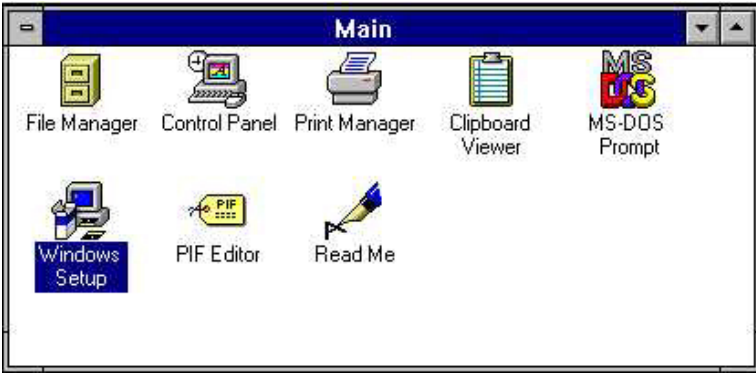 Main
File Manager
Control Panel
Print Manager
Clipboard
Viewer
MS
DOS
MS-DOS
Prompt
Windows
Setup
PIF
PIF Editor
Read Me